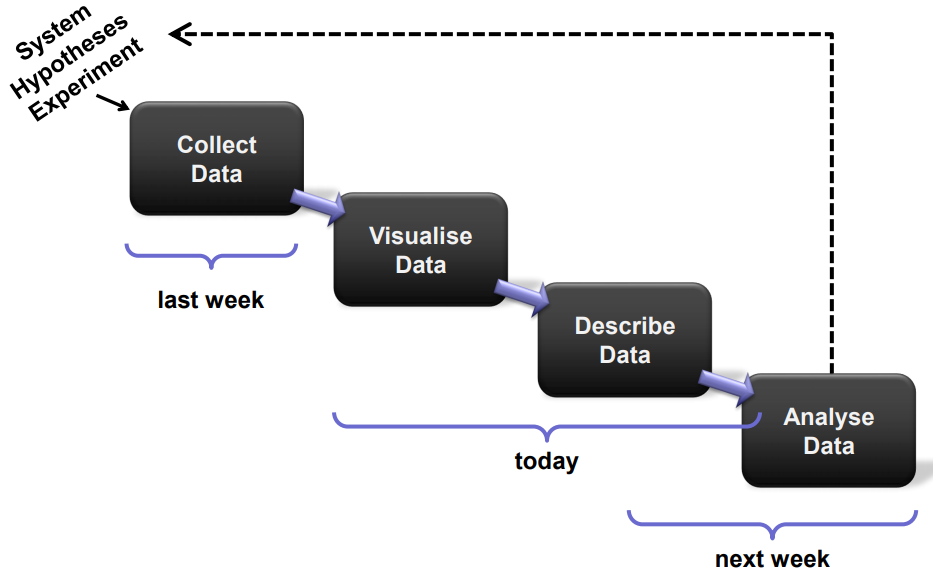 System
Hypotheses
Experiment
Collect
Data
last week
Visualise
Data
Describe
Data
today
Analyse
Data
next week